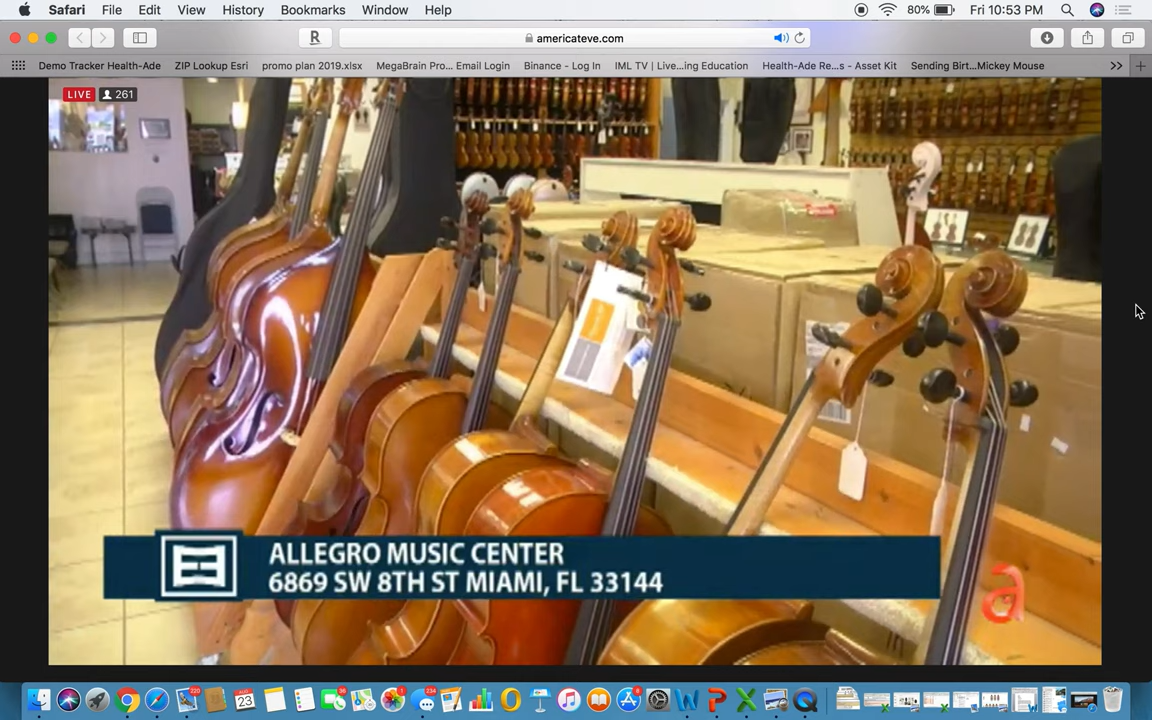 Safari File Edit View History Bookmarks Window Help 80% Fri 10:53 PM
americateve.com
Demo Tracker Health-Ade ZIP Lookup Esri promo plan 2019.xlsx MegaBrain Pro... Email Login Binance - Log In IML TV | Live...ing Education Health-Ade Re...s - Asset Kit Sending Birt...Mickey Mouse
LIVE 261
ALLEGRO MUSIC CENTER
6869 SW 8TH ST MIAMI, FL 33144
a